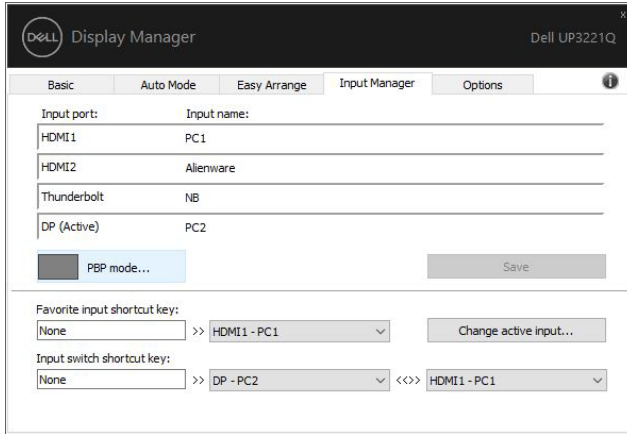 DELL Display Manager Dell UP3221Q
x
Basic Auto Mode Easy Arrange Input Manager Options i
Input port: Input name:
HDMI1 PC1
HDMI2 Alienware
Thunderbolt NB
DP (Active) PC2
PBP mode... Save
Favorite input shortcut key:
None >> HDMI1 - PC1 Change active input...
Input switch shortcut key:
None >> DP - PC2 <<>> HDMI1 - PC1